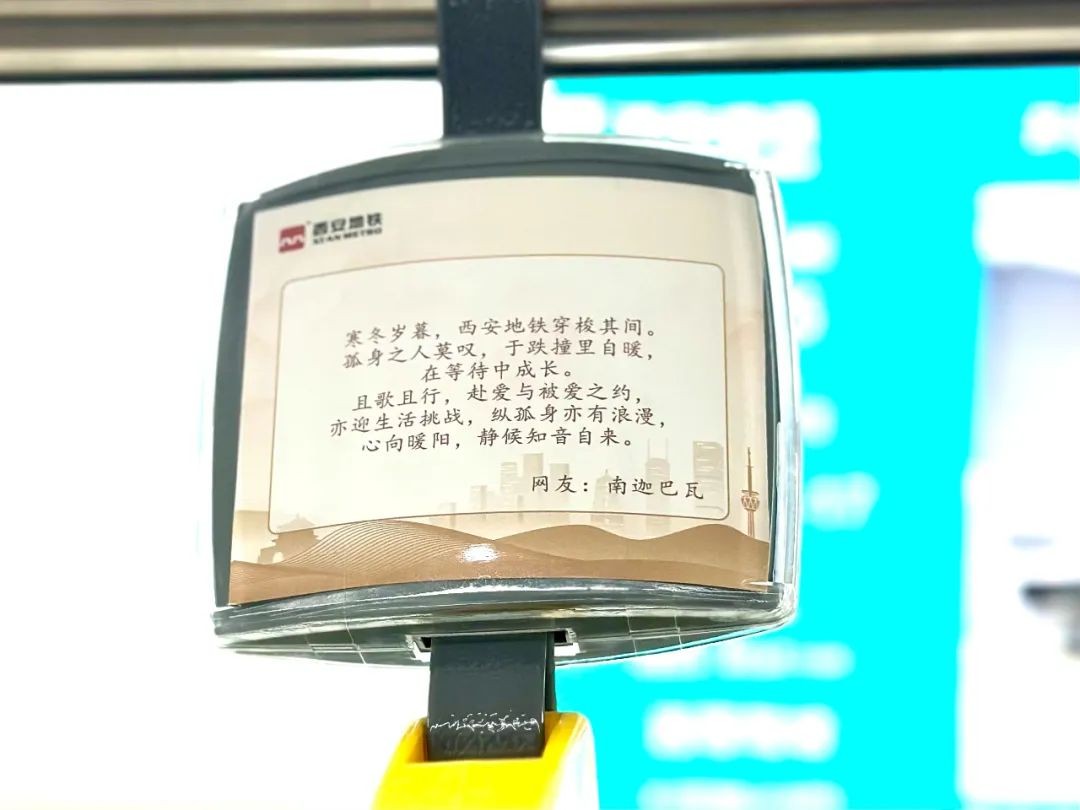 西安地铁
XI'AN METRO
寒冬岁暮，西安地铁穿梭其间。
孤身之人莫叹，于跌撞里自暖，
在等待中成长。
且歌且行，赴爱与被爱之约，
亦迎生活挑战，纵孤身亦有浪漫，
心向暖阳，静候知音自来。
网友：南迦巴瓦